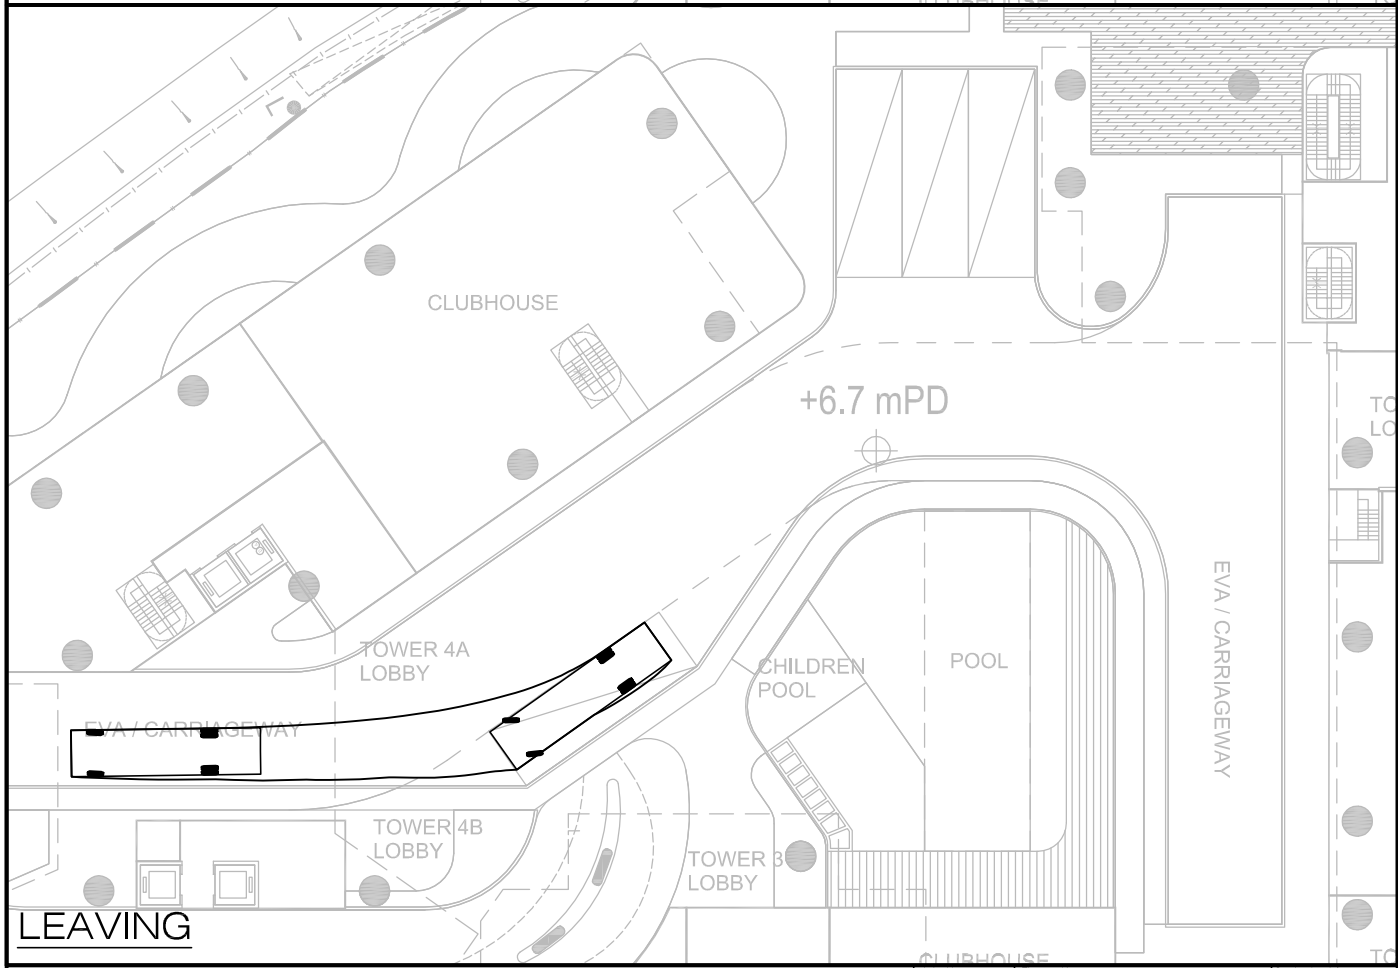 CLUBHOUSE
+6.7 mPD
EVA / CARRIAGEWAY
TOWER 4A
LOBBY
CHILDREN
POOL
POOL
EVA / CARRIAGEWAY
TOWER 4B
LOBBY
TOWER 3
LOBBY
LEAVING
CLUBHOUSE